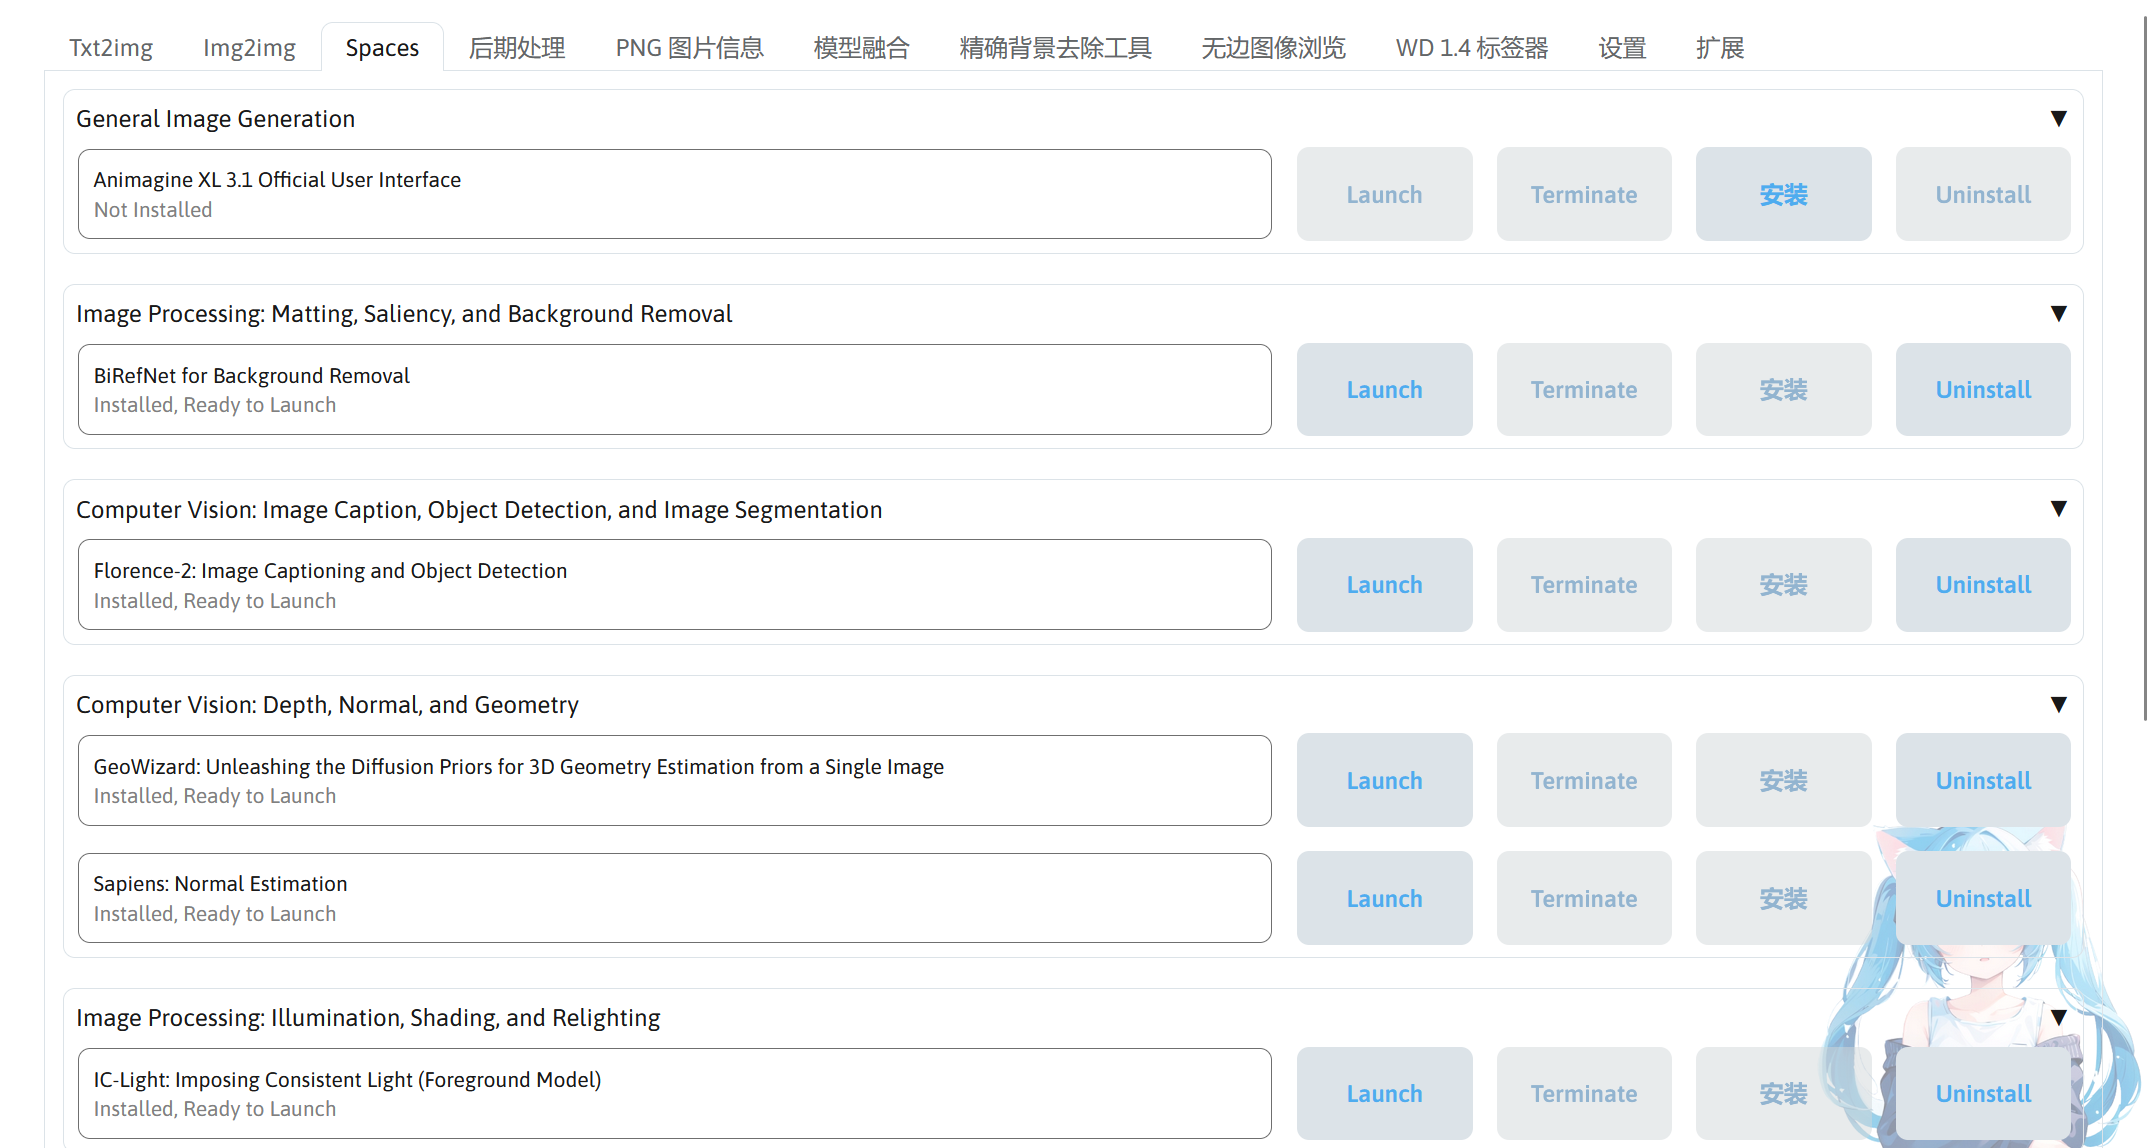 Txt2img Img2img Spaces 后期处理 PNG 图片信息 模型融合 精确背景去除工具 无边图像浏览 WD 1.4 标签器 设置 扩展
General Image Generation ▼
Animagine XL 3.1 Official User Interface
Not Installed
Launch Terminate 安装 Uninstall
Image Processing: Matting, Saliency, and Background Removal ▼
BiRefNet for Background Removal
Installed, Ready to Launch
Launch Terminate 安装 Uninstall
Computer Vision: Image Caption, Object Detection, and Image Segmentation ▼
Florence-2: Image Captioning and Object Detection
Installed, Ready to Launch
Launch Terminate 安装 Uninstall
Computer Vision: Depth, Normal, and Geometry ▼
GeoWizard: Unleashing the Diffusion Priors for 3D Geometry Estimation from a Single Image
Installed, Ready to Launch
Launch Terminate 安装 Uninstall
Sapiens: Normal Estimation
Installed, Ready to Launch
Launch Terminate 安装 Uninstall
Image Processing: Illumination, Shading, and Relighting ▼
IC-Light: Imposing Consistent Light (Foreground Model)
Installed, Ready to Launch
Launch Terminate 安装 Uninstall